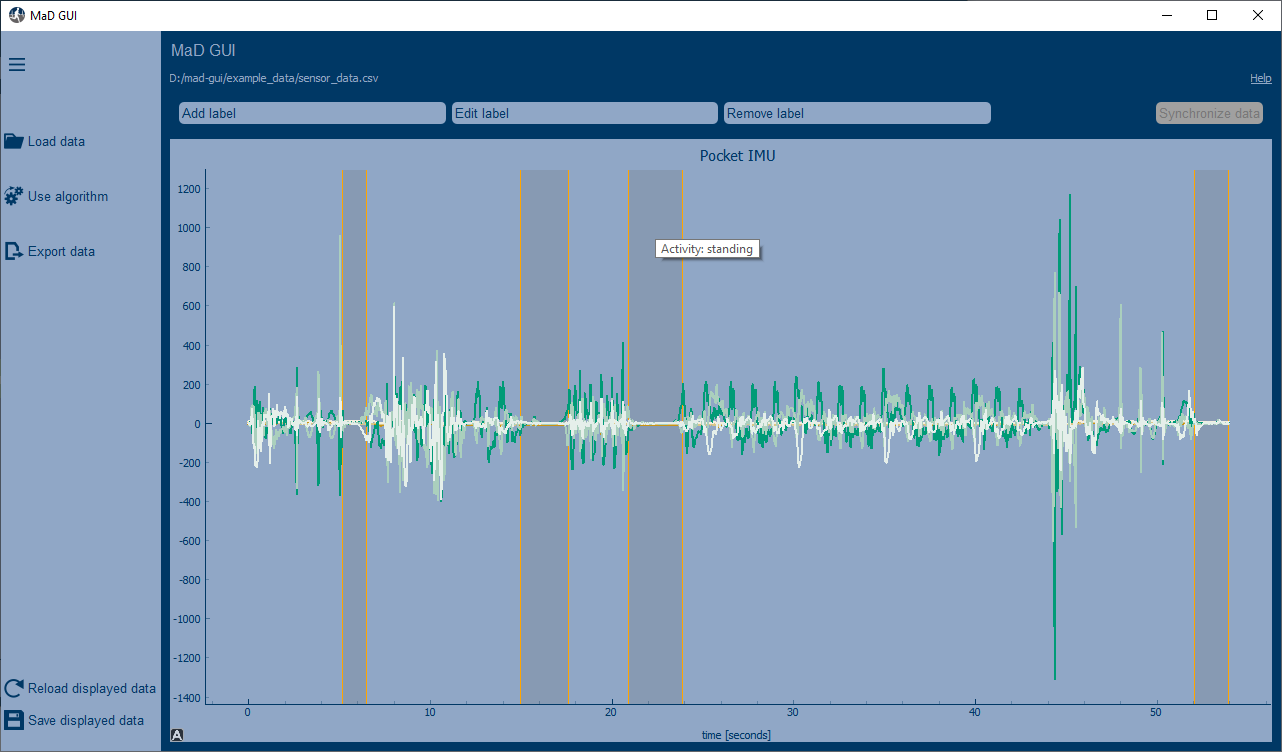 MaD GUI
MaD GUI
D:/mad-gui/example_data/sensor_data.csv
Help
Add label
Edit label
Remove label
Synchronize data
Load data
Use algorithm
Export data
Pocket IMU
1200
1000
800
600
400
200
0
-200
-400
-600
-800
-1000
-1200
-1400
Activity: standing
0 10 20 30 40 50
time [seconds]
A
Reload displayed data
Save displayed data